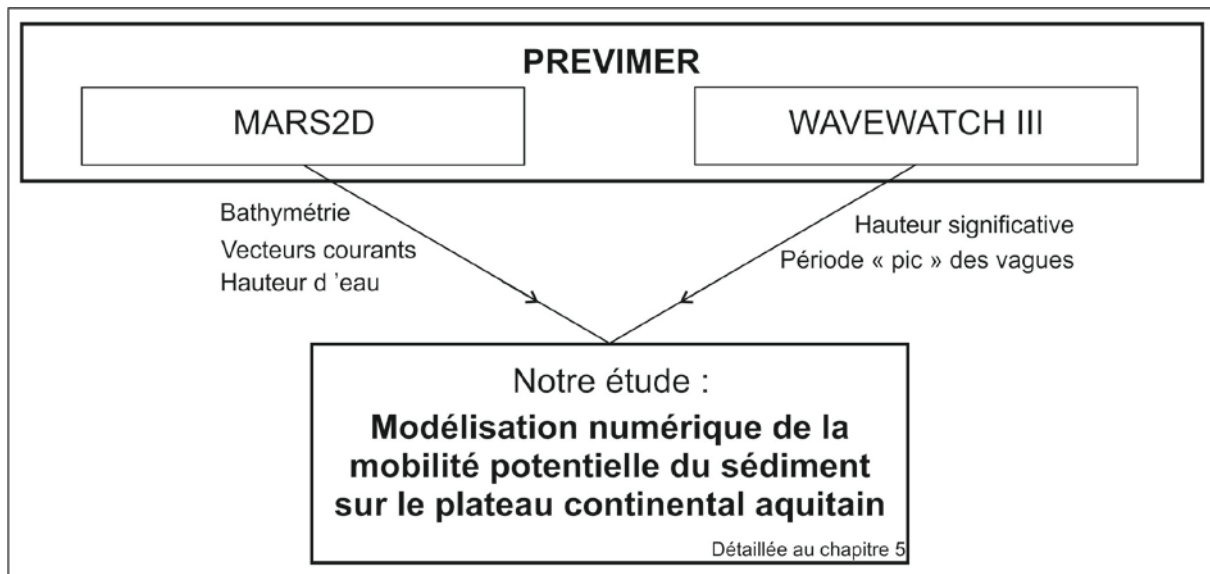 PREVIMER
MARS2D
WAVEWATCH III
Bathymétrie
Vecteurs courants
Hauteur d 'eau
Hauteur significative
Période « pic » des vagues
Notre étude :
Modélisation numérique de la
mobilité potentielle du sédiment
sur le plateau continental aquitain
Détaillée au chapitre 5